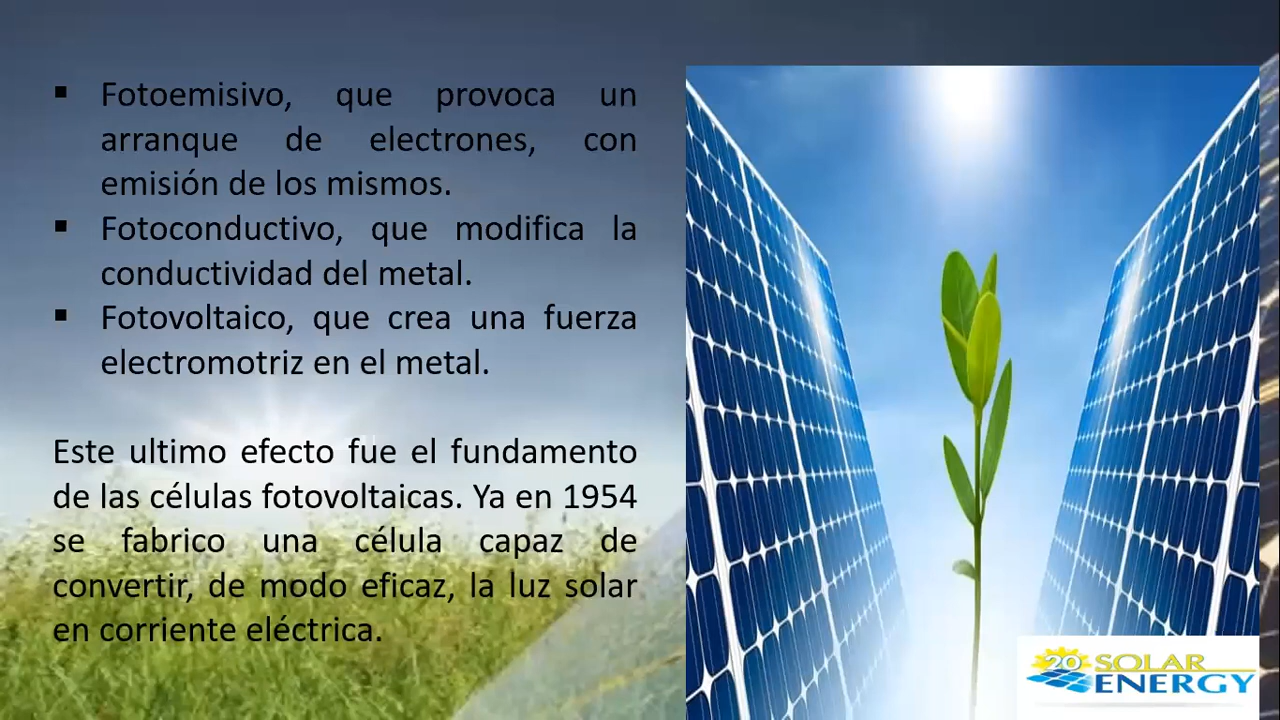 ▪ Fotoemisivo, que provoca un
arranque de electrones, con
emisión de los mismos.
▪ Fotoconductivo, que modifica la
conductividad del metal.
▪ Fotovoltaico, que crea una fuerza
electromotriz en el metal.
Este ultimo efecto fue el fundamento
de las células fotovoltaicas. Ya en 1954
se fabrico una célula capaz de
convertir, de modo eficaz, la luz solar
en corriente eléctrica.
20 SOLAR
ENERGY